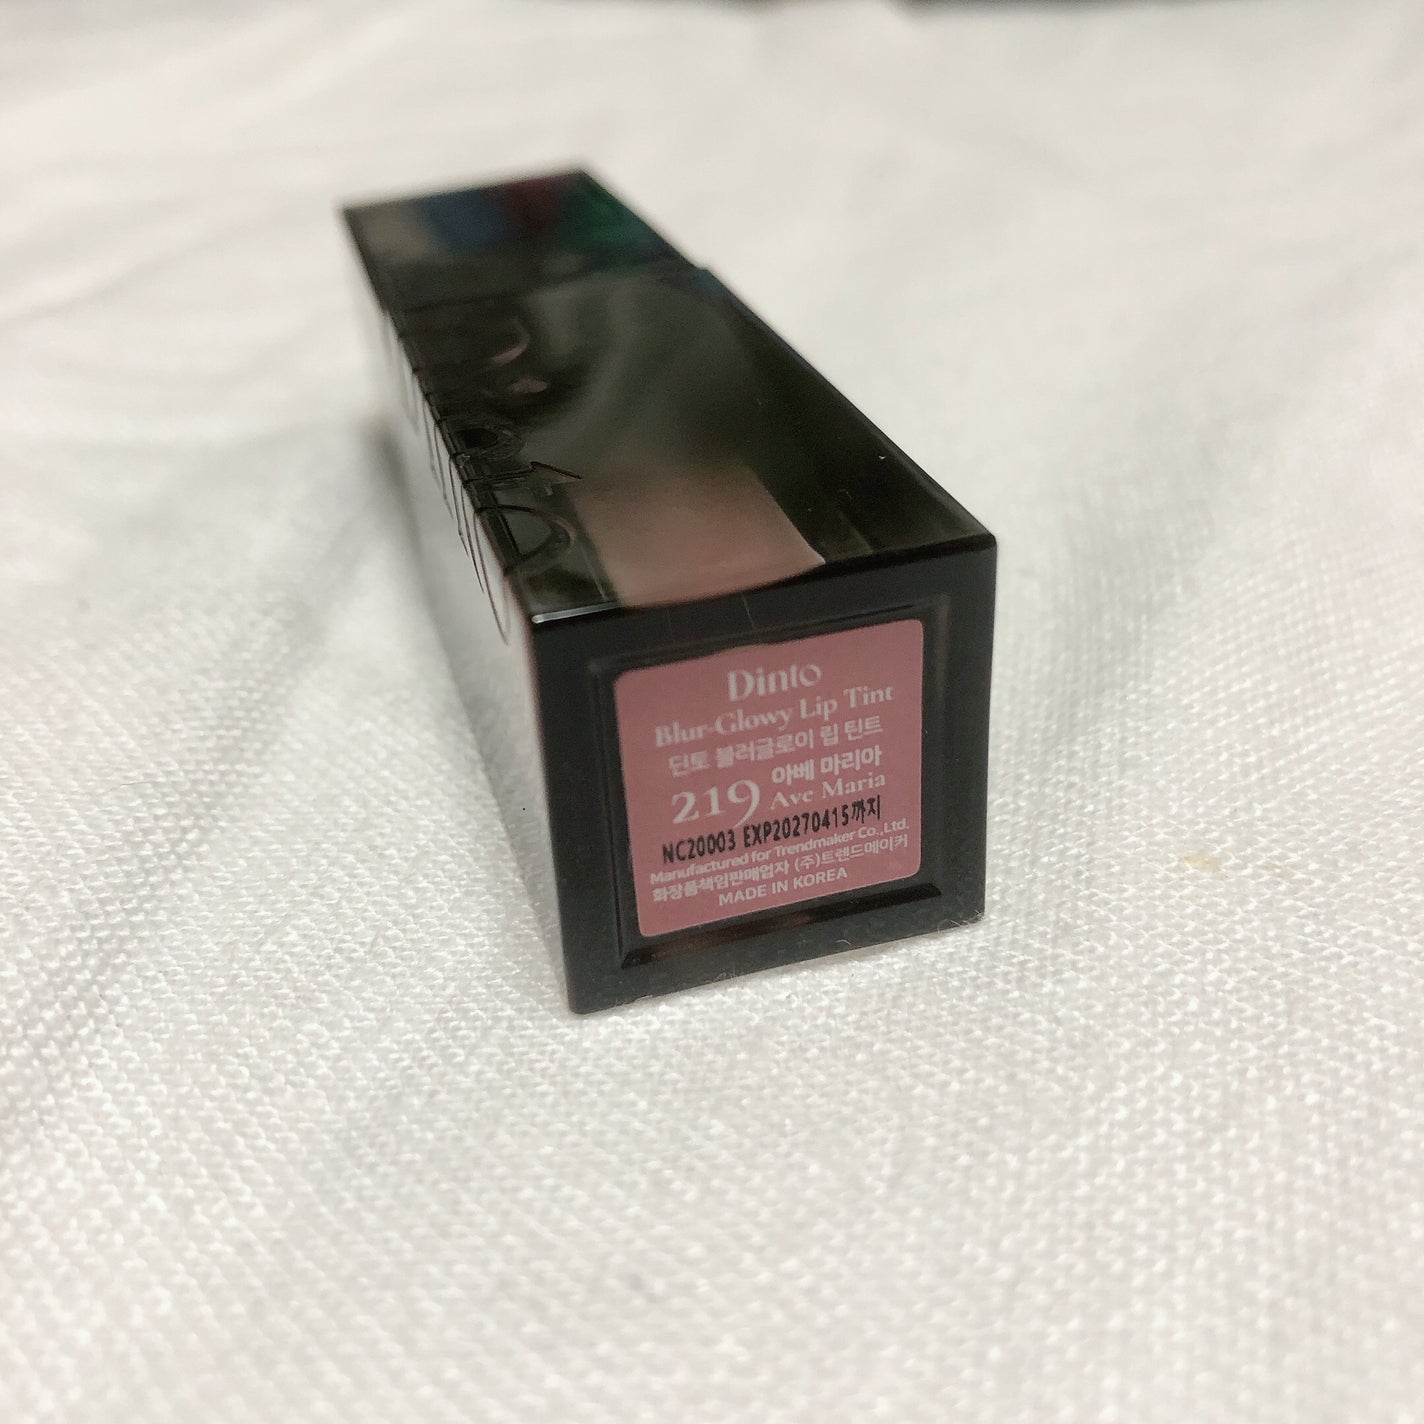 Dinto
Blur-Glowy Lip Tint
딘토 블러글로이 립 틴트
219 아베 마리아
Ave Maria
NC20003 EXP20270415까지
Manufactured for Trendmaker Co.,Ltd.
화장품책임판매업자 (주)트렌드메이커
MADE IN KOREA